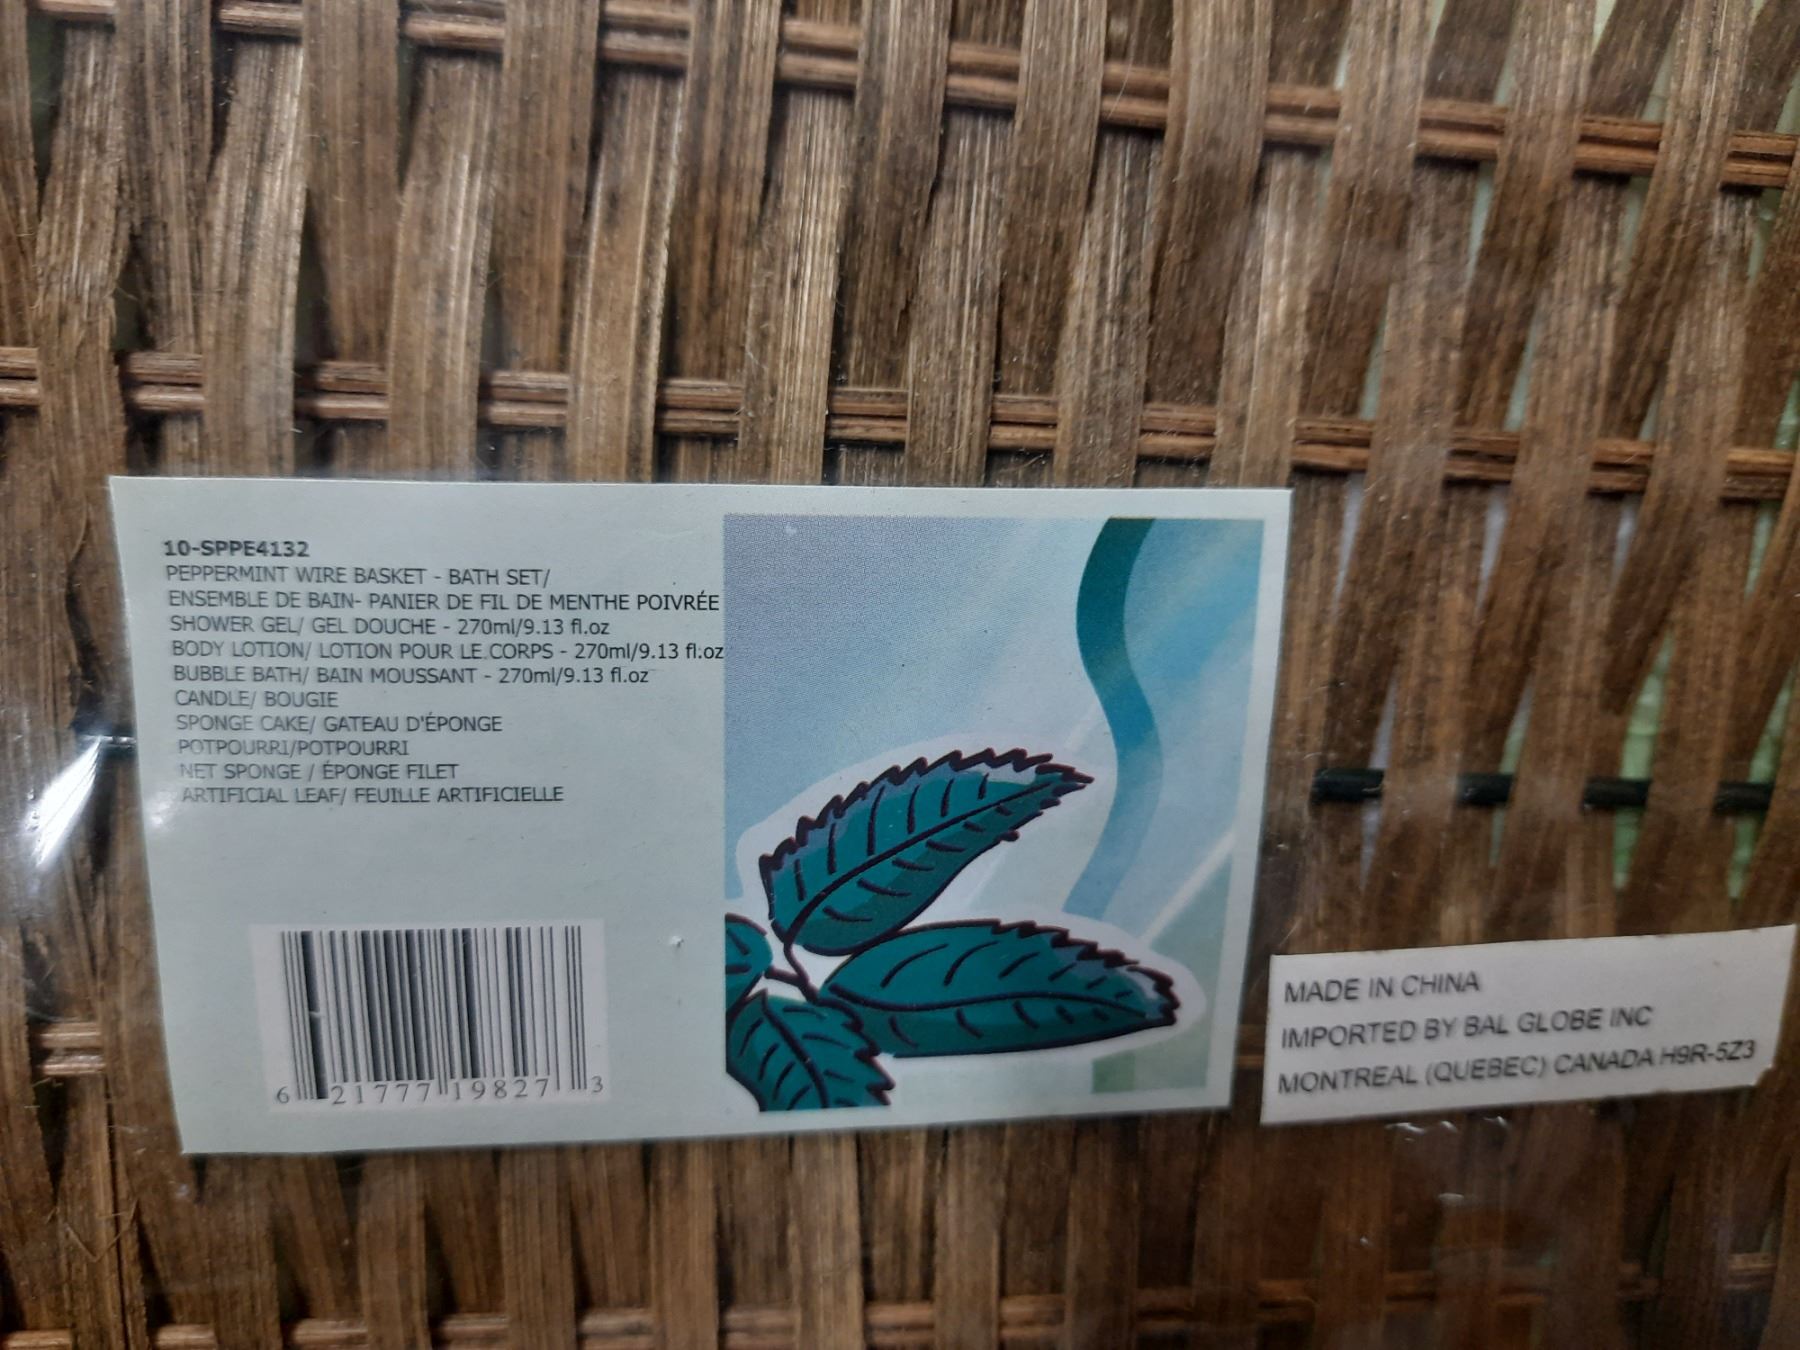 10-SPPE4132
PEPPERMINT WIRE BASKET - BATH SET/
ENSEMBLE DE BAIN- PANIER DE FIL DE MENTHE POIVRÉE
SHOWER GEL/ GEL DOUCHE - 270ml/9.13 fl.oz
BODY LOTION/ LOTION POUR LE CORPS - 270ml/9.13 fl.oz
BUBBLE BATH/ BAIN MOUSSANT - 270ml/9.13 fl.oz
CANDLE/ BOUGIE
SPONGE CAKE/ GATEAU D'ÉPONGE
POTPOURRI/POTPOURRI
NET SPONGE / ÉPONGE FILET
ARTIFICIAL LEAF/ FEUILLE ARTIFICIELLE
6 21777 19827 3
MADE IN CHINA
IMPORTED BY BAL GLOBE INC
MONTREAL (QUEBEC) CANADA H9R-5Z3